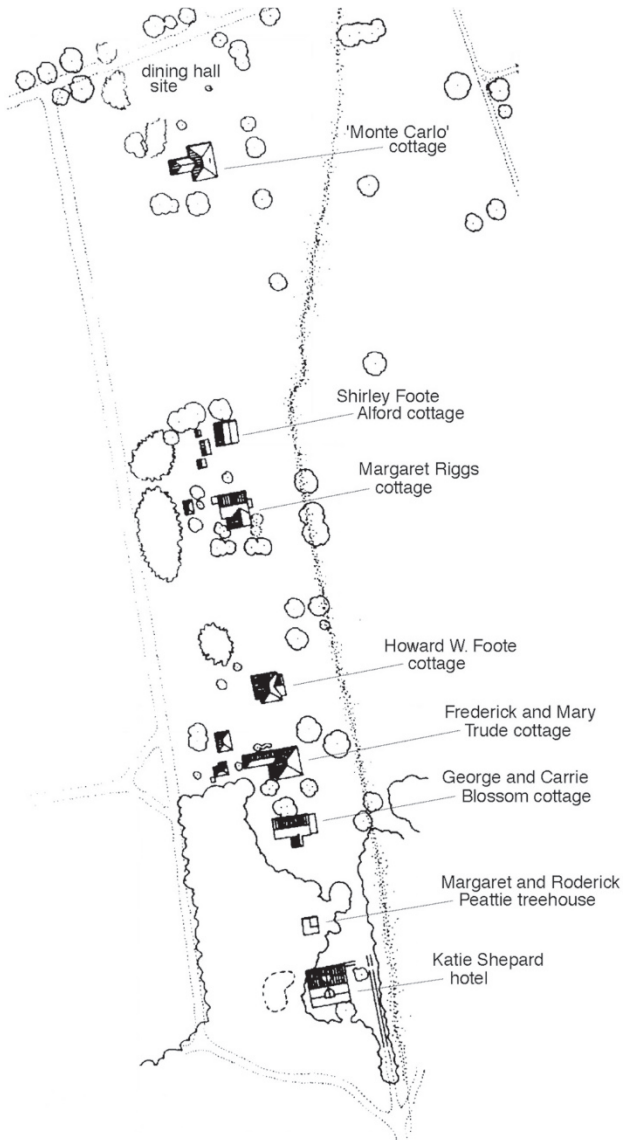 dining hall
site
'Monte Carlo'
cottage
Shirley Foote
Alford cottage
Margaret Riggs
cottage
Howard W. Foote
cottage
Frederick and Mary
Trude cottage
George and Carrie
Blossom cottage
Margaret and Roderick
Peattie treehouse
Katie Shepard
hotel